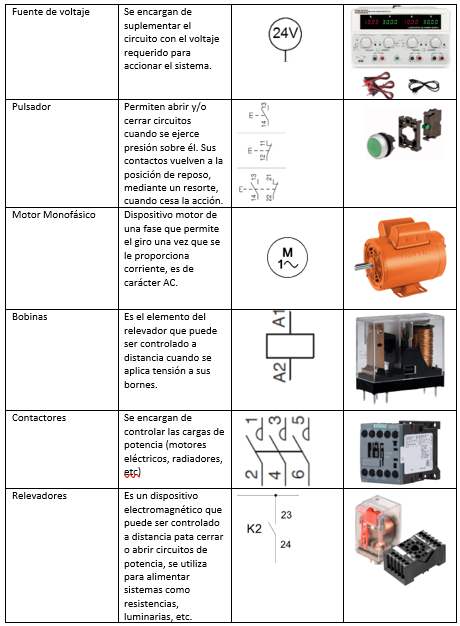 Fuente de voltaje
Se encargan de
suplementar el
circuito con el voltaje
requerido para
accionar el sistema.
24V
Pulsador
Permiten abrir y/o
cerrar circuitos
cuando se ejerce
presión sobre él. Sus
contactos vuelven a la
posición de reposo,
mediante un resorte,
cuando cesa la acción.
E
13
14
E
11
12
E
13
14
21
22
Motor Monofásico
Dispositivo motor de
una fase que permite
el giro una vez que se
le proporciona
corriente, es de
carácter AC.
M
1~
Bobinas
Es el elemento del
relevador que puede
ser controlado a
distancia cuando se
aplica tensión a sus
bornes.
A1
A2
Contactores
Se encargan de
controlar las cargas de
potencia (motores
eléctricos, radiadores,
etc)
1 3 5
2 4 6
Relevadores
Es un dispositivo
electromagnético que
puede ser controlado
a distancia pata cerrar
o abrir circuitos de
potencia, se utiliza
para alimentar
sistemas como
resistencias,
luminarias, etc.
23
K2
24